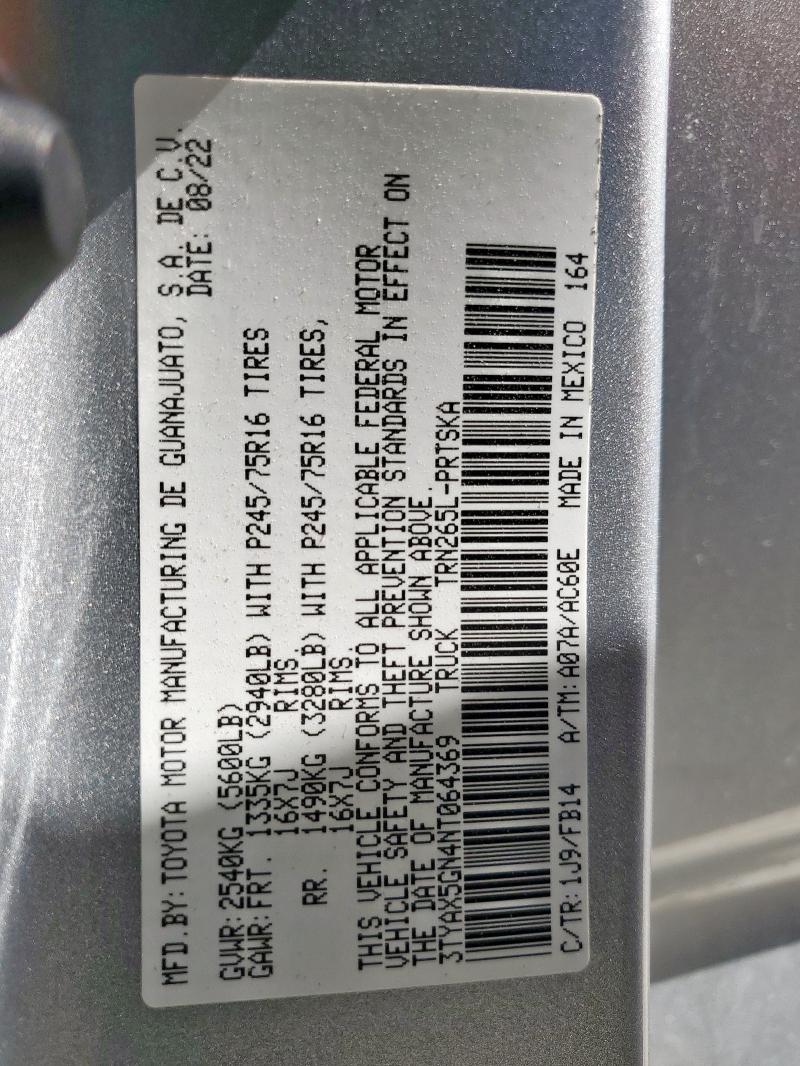 MFD.BY:TOYOTA MOTOR MANUFACTURING DE GUANAJUATO, S.A. DE C.V.
DATE: 08/22
GVWR:2540KG (5600LB)
GAWR:FRT. 1335KG (2940LB) WITH P245/75R16 TIRES
16X7J RIMS.
RR. 1490KG (3280LB) WITH P245/75R16 TIRES,
16X7J RIMS.
THIS VEHICLE CONFORMS TO ALL APPLICABLE FEDERAL MOTOR
VEHICLE SAFETY AND THEFT PREVENTION STANDARDS IN EFFECT ON
THE DATE OF MANUFACTURE SHOWN ABOVE.
3TYAX5GN4NT064369 TRUCK TRN265L-PRTSKA
C/TR:1J9/FB14 A/TM:A07A/AC60E MADE IN MEXICO 164